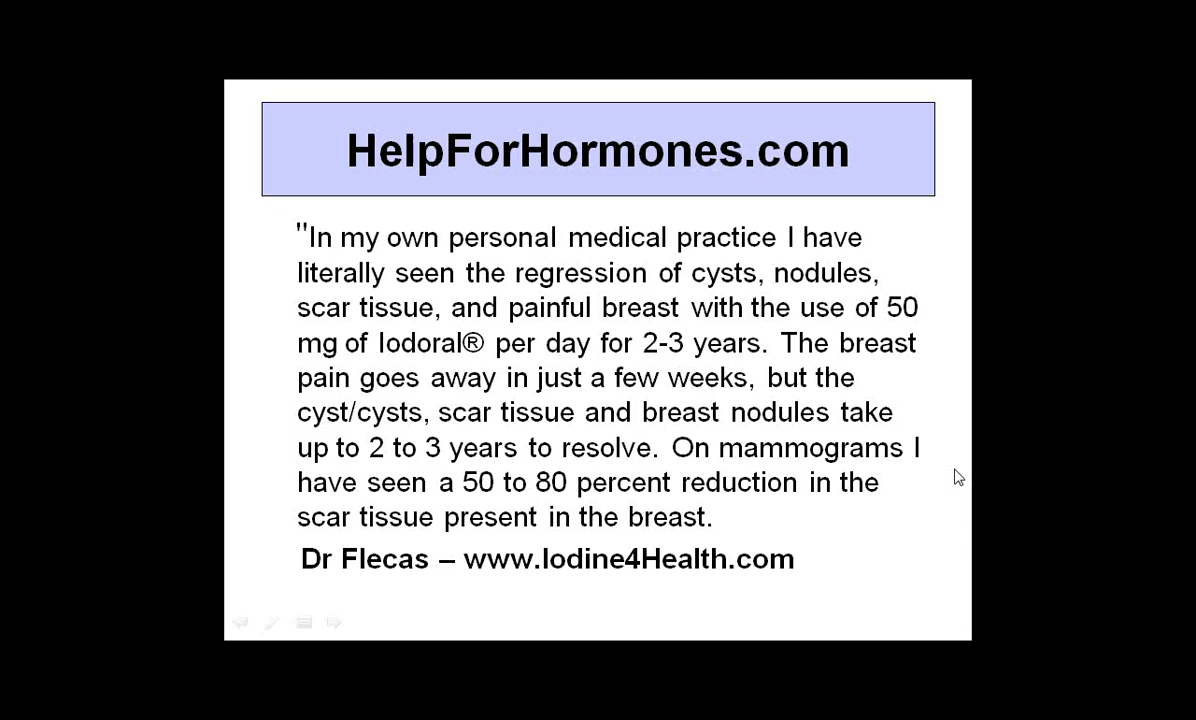 HelpForHormones.com
"In my own personal medical practice I have
literally seen the regression of cysts, nodules,
scar tissue, and painful breast with the use of 50
mg of Iodoral® per day for 2-3 years. The breast
pain goes away in just a few weeks, but the
cyst/cysts, scar tissue and breast nodules take
up to 2 to 3 years to resolve. On mammograms I
have seen a 50 to 80 percent reduction in the
scar tissue present in the breast.
Dr Flecas – www.Iodine4Health.com